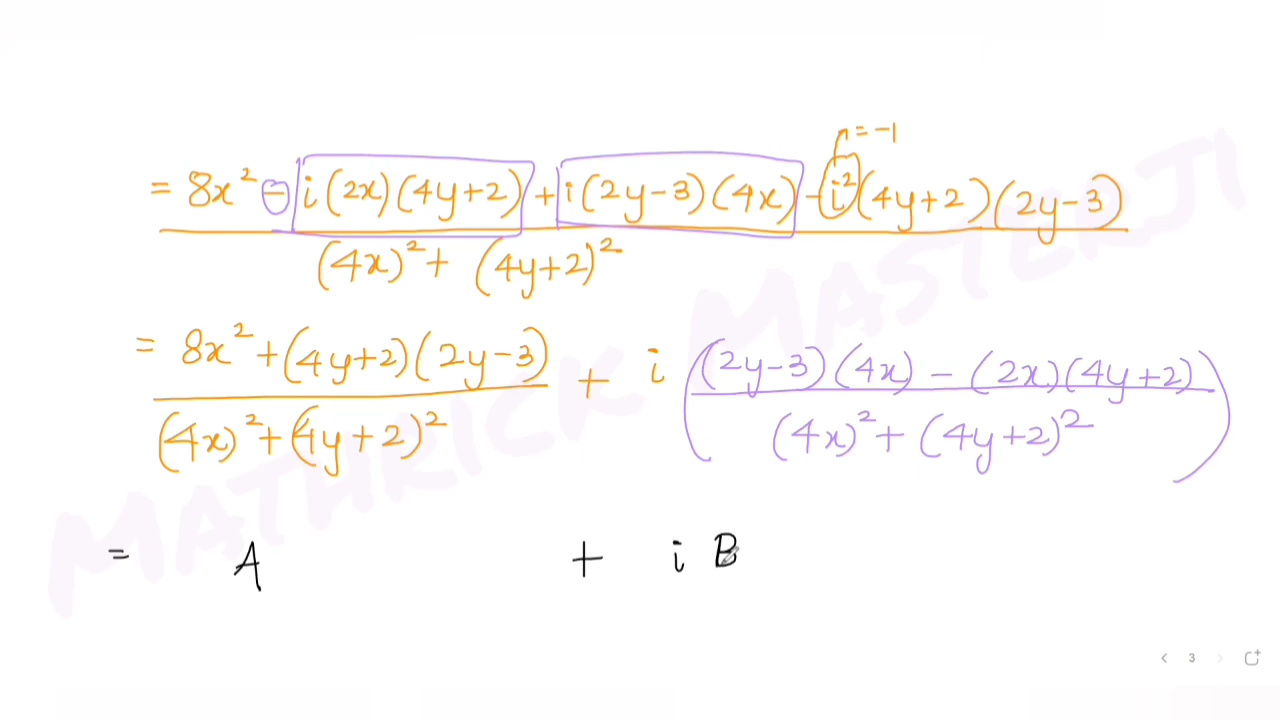 = -1
= 8x² - i(2x)(4y+2) + i(2y-3)(4x) - i²(4y+2)(2y-3)
(4x)² + (4y+2)²
= 8x² + (4y+2)(2y-3) + i ((2y-3)(4x) - (2x)(4y+2))
(4x)² + (4y+2)² (4x)² + (4y+2)²
= A + i B
MATHRICK MASTERJI
< 3 >